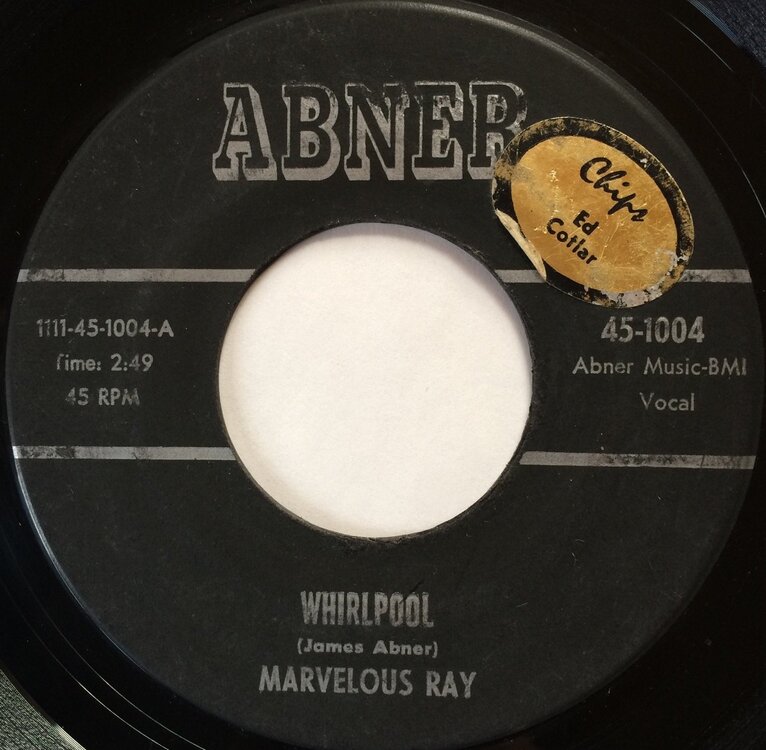 ABNER
Chips
Ed
Cotlar
1111-45-1004-A
Time: 2:49
45 RPM
45-1004
Abner Music-BMI
Vocal
WHIRLPOOL
(James Abner)
MARVELOUS RAY